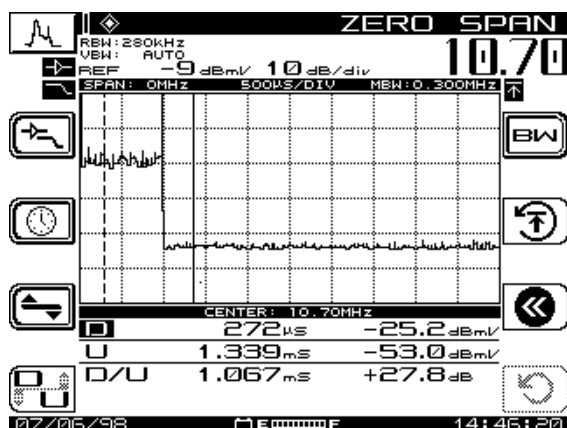 ZERO SPAN
RBW:280kHz
VBW: AUTO
10.70
REF -9 dBmV 10 dB/div
SPAN: 0MHz 500µS/DIV MBW:0.300MHz
BW
CENTER: 10.70MHz
D 272µs -25.2dBmV
U 1.339ms -53.0dBmV
D/U 1.067ms +27.8dB
D
U
07/06/98 E F 14:46:20